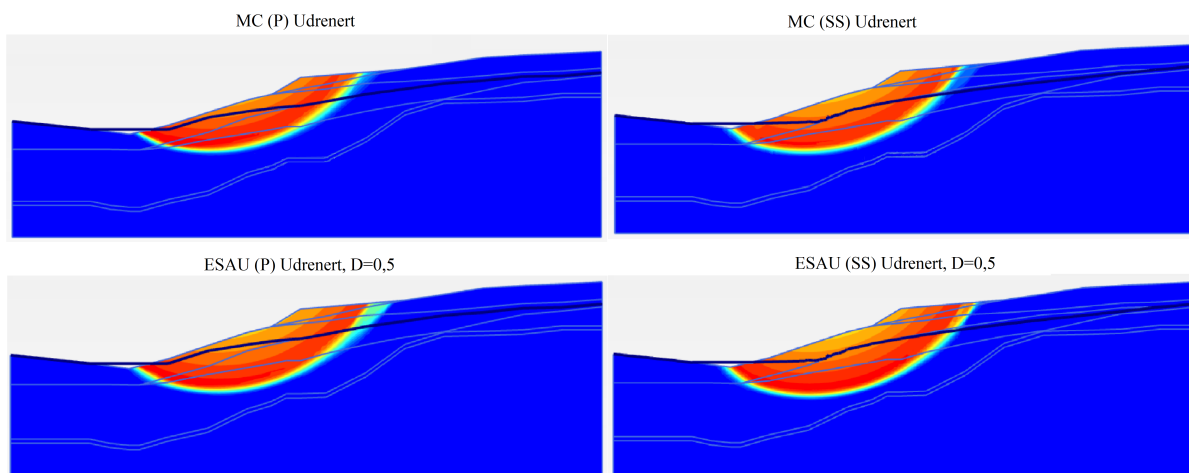 MC (P) Udrenert
MC (SS) Udrenert
ESAU (P) Udrenert, D=0,5
ESAU (SS) Udrenert, D=0,5